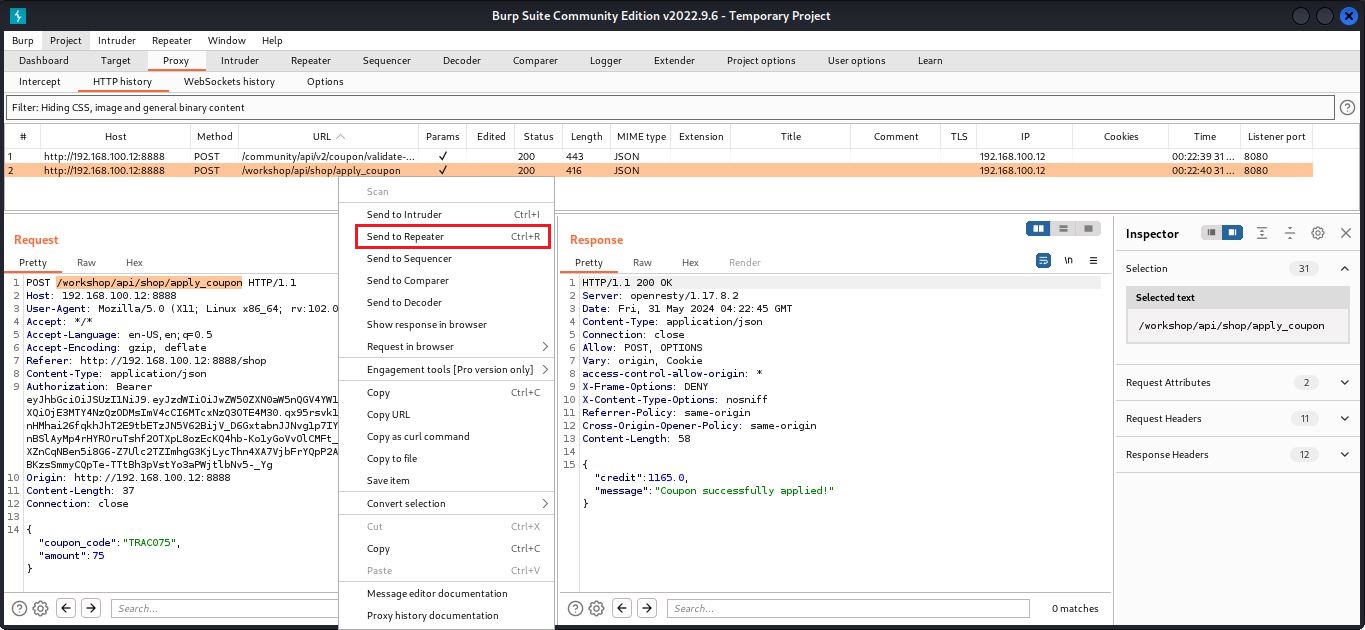 Burp Suite Community Edition v2022.9.6 - Temporary Project
Burp Project Intruder Repeater Window Help
Dashboard Target Proxy Intruder Repeater Sequencer Decoder Comparer Logger Extender Project options User options Learn
Intercept HTTP history WebSockets history Options
Filter: Hiding CSS, image and general binary content
# Host Method URL Params Edited Status Length MIME type Extension Title Comment TLS IP Cookies Time Listener port
1 http://192.168.100.12:8888 POST /community/api/v2/coupon/validate-... ✓ 200 443 JSON 192.168.100.12 00:22:39 31 ... 8080
2 http://192.168.100.12:8888 POST /workshop/api/shop/apply_coupon ✓ 200 416 JSON 192.168.100.12 00:22:40 31 ... 8080
Scan
Send to Intruder Ctrl+I
Send to Repeater Ctrl+R
Send to Sequencer
Send to Comparer
Send to Decoder
Show response in browser
Request in browser
Engagement tools [Pro version only]
Copy Ctrl+C
Copy URL
Copy as curl command
Copy to file
Save item
Convert selection
Cut Ctrl+X
Copy Ctrl+C
Paste Ctrl+V
Message editor documentation
Proxy history documentation
Request
Pretty Raw Hex
1 POST /workshop/api/shop/apply_coupon HTTP/1.1
2 Host: 192.168.100.12:8888
3 User-Agent: Mozilla/5.0 (X11; Linux x86_64; rv:102.0
4 Accept: */*
5 Accept-Language: en-US,en;q=0.5
6 Accept-Encoding: gzip, deflate
7 Referer: http://192.168.100.12:8888/shop
8 Content-Type: application/json
9 Authorization: Bearer
10 Origin: http://192.168.100.12:8888
11 Content-Length: 37
12 Connection: close
13
14 {
"coupon_code":"TRAC075",
"amount":75
}
Search...
Response
Pretty Raw Hex Render
\n
1 HTTP/1.1 200 OK
2 Server: openresty/1.17.8.2
3 Date: Fri, 31 May 2024 04:22:45 GMT
4 Content-Type: application/json
5 Connection: close
6 Allow: POST, OPTIONS
7 Vary: origin, Cookie
8 access-control-allow-origin: *
9 X-Frame-Options: DENY
10 X-Content-Type-Options: nosniff
11 Referrer-Policy: same-origin
12 Cross-Origin-Opener-Policy: same-origin
13 Content-Length: 58
14
15 {
"credit":1165.0,
"message":"Coupon successfully applied!"
}
Search...
0 matches
Inspector
Selection 31
Selected text
/workshop/api/shop/apply_coupon
Request Attributes 2
Request Headers 11
Response Headers 12